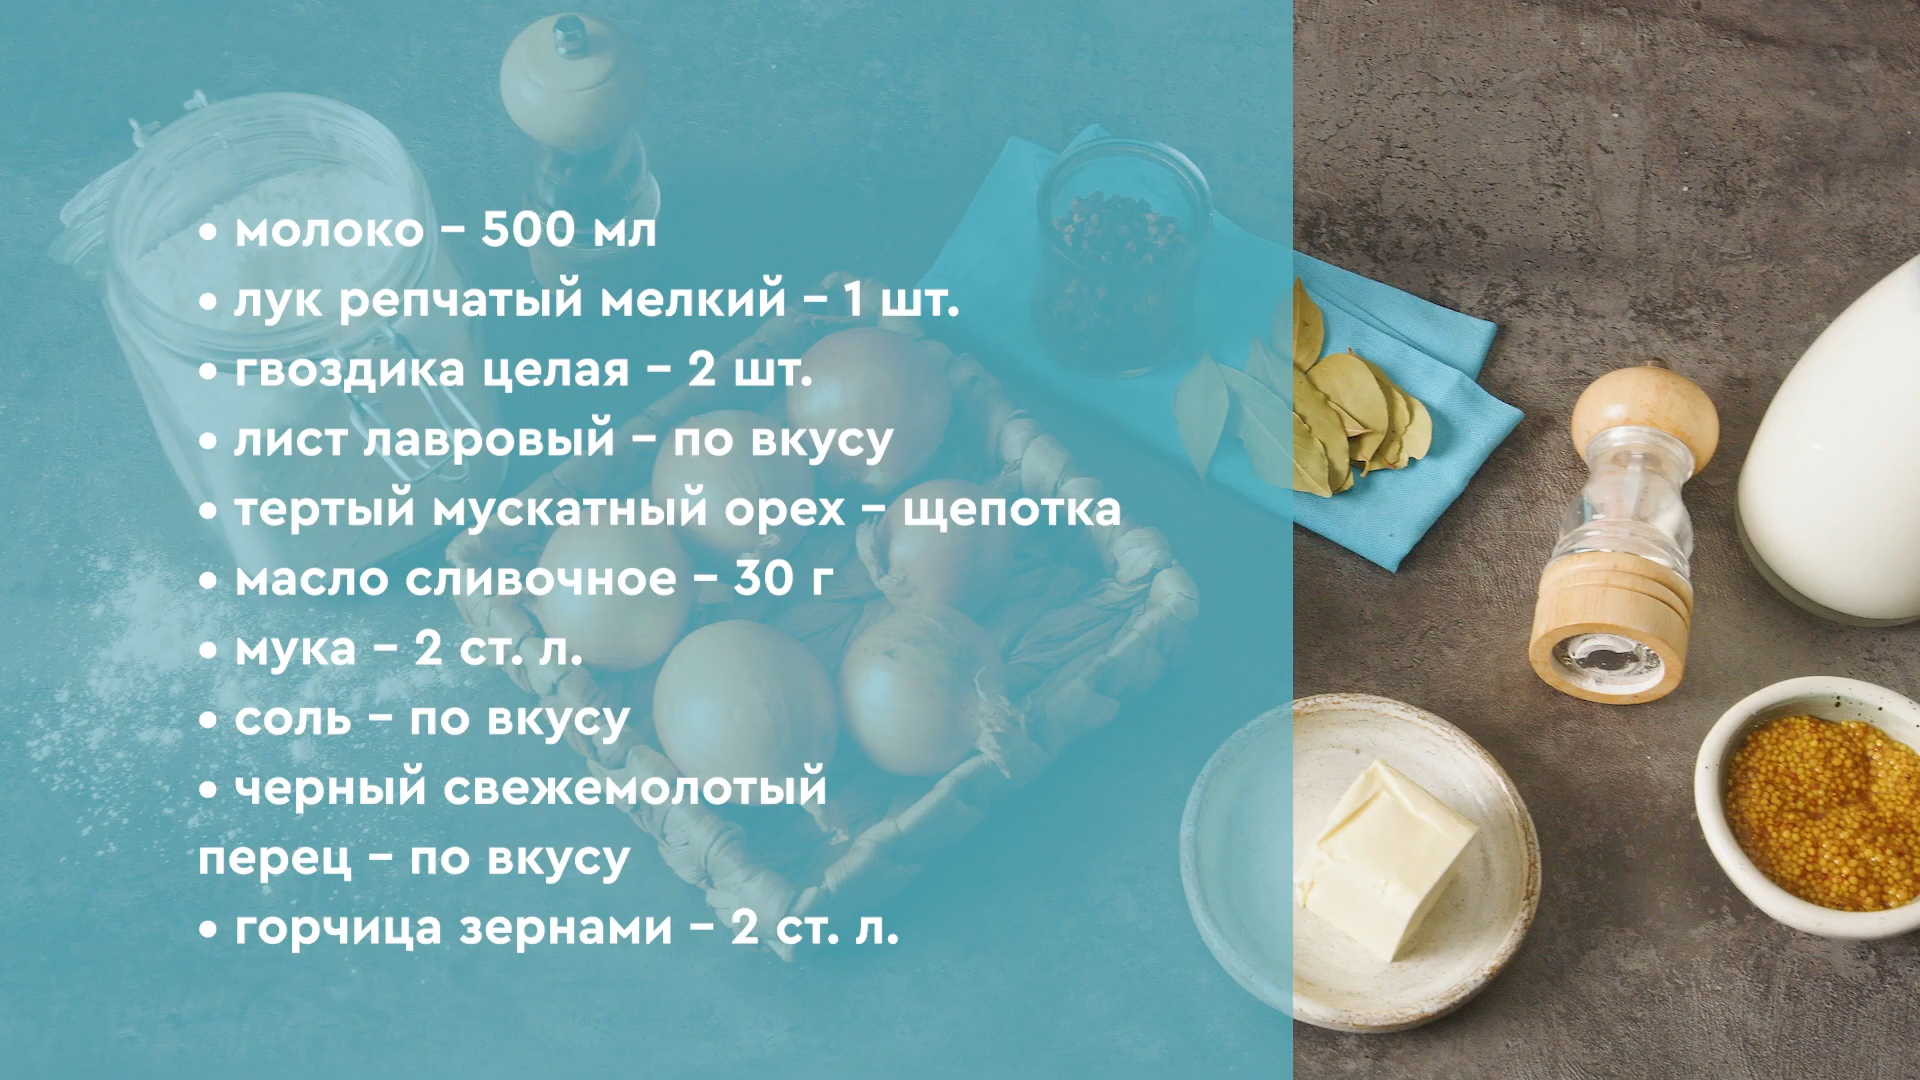 • молоко – 500 мл
• лук репчатый мелкий – 1 шт.
• гвоздика целая – 2 шт.
• лист лавровый – по вкусу
• тертый мускатный орех – щепотка
• масло сливочное – 30 г
• мука – 2 ст. л.
• соль – по вкусу
• черный свежемолотый
перец – по вкусу
• горчица зернами – 2 ст. л.